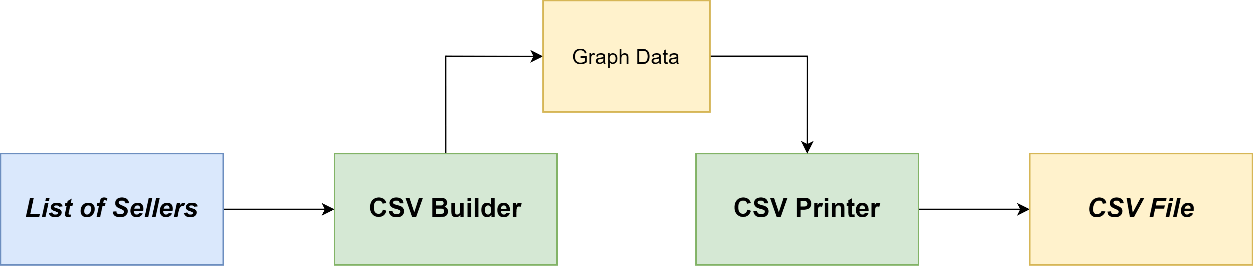 Graph Data
List of Sellers
CSV Builder
CSV Printer
CSV File